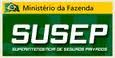 Ministério da Fazenda
SUSEP
SUPERINTENDÊNCIA DE SEGUROS PRIVADOS